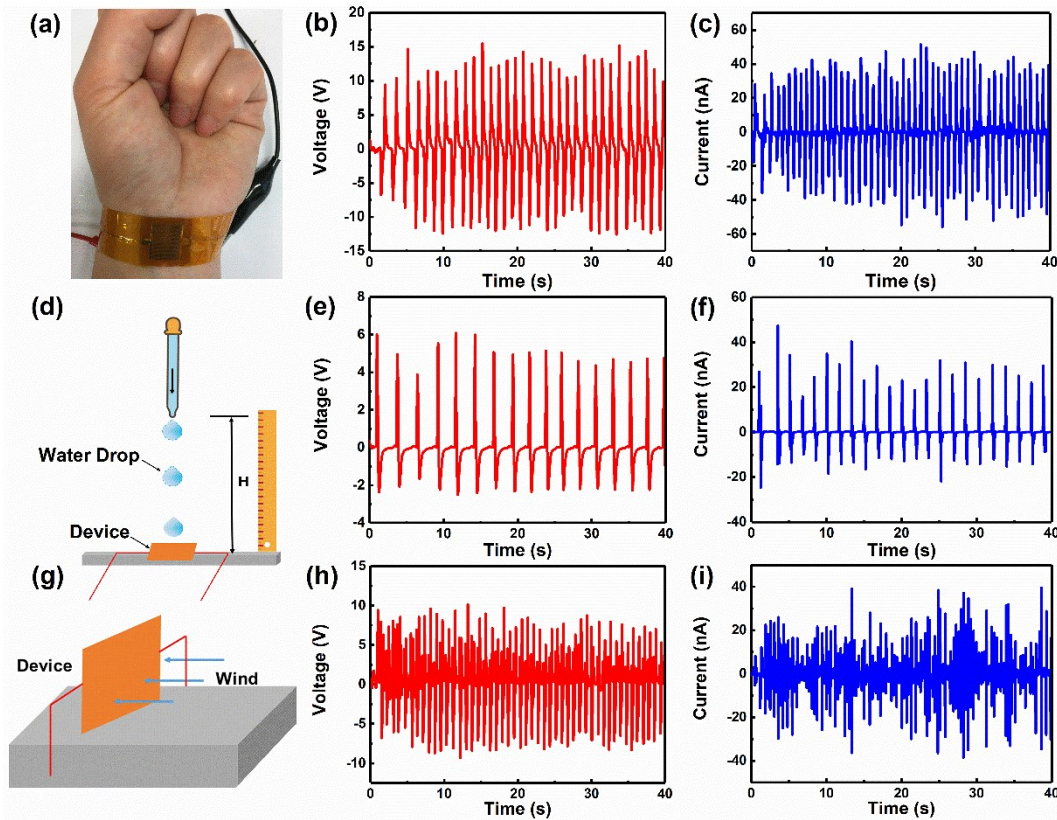 (a)
(b)
Voltage (V)
20
15
10
5
0
-5
-10
15
0 10 20 30 40
Time (s)
(c)
Current (nA)
60
40
20
0
-20
-40
-60
0 10 20 30 40
Time (s)
(d)
Water Drop
H
Device
(e)
Voltage (V)
8
6
4
2
0
-2
-4
0 10 20 30 40
Time (s)
(f)
Current (nA)
60
40
20
0
-20
-40
0 10 20 30 40
Time (s)
(g)
Device
Wind
(h)
Voltage (V)
15
10
5
0
-5
-10
0 10 20 30 40
Time (s)
(i)
Current (nA)
40
20
0
-20
-40
0 10 20 30 40
Time (s)